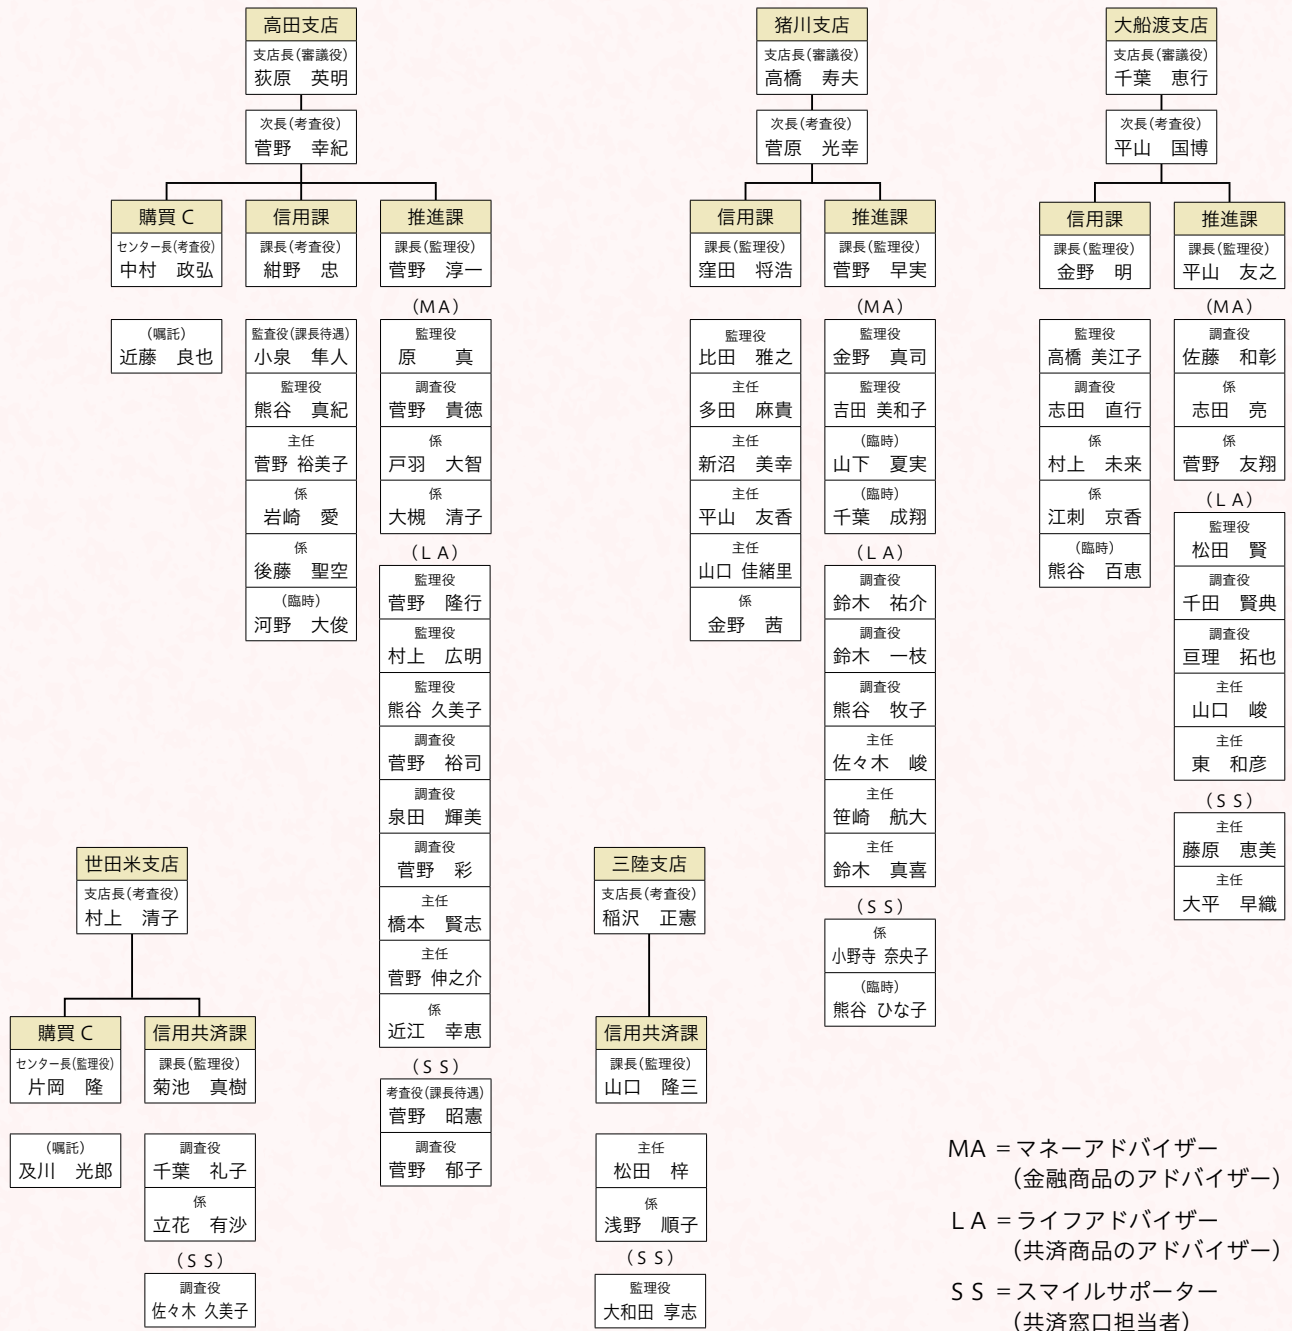 高田支店
支店長(審議役)
荻原　英明
次長(考査役)
菅野　幸紀
購買 C
センター長(考査役)
中村　政弘
(嘱託)
近藤　良也
信用課
課長(考査役)
紺野　忠
監査役(課長待遇)
小泉　隼人
監理役
熊谷　真紀
主任
菅野 裕美子
係
岩崎　愛
係
後藤　聖空
(臨時)
河野　大俊
推進課
課長(監理役)
菅野　淳一
(MA)
監理役
原　真
調査役
菅野　貴徳
係
戸羽　大智
係
大槻　清子
(LA)
監理役
菅野　隆行
監理役
村上　広明
監理役
熊谷 久美子
調査役
菅野　裕司
調査役
泉田　輝美
調査役
菅野　彩
主任
橋本　賢志
主任
菅野 伸之介
係
近江　幸恵
(SS)
考査役(課長待遇)
菅野　昭憲
調査役
菅野　郁子
猪川支店
支店長(審議役)
高橋　寿夫
次長(考査役)
菅原　光幸
信用課
課長(監理役)
窪田　将浩
監理役
比田　雅之
主任
多田　麻貴
主任
新沼　美幸
主任
平山　友香
主任
山口 佳緒里
係
金野　茜
推進課
課長(監理役)
菅野　早実
(MA)
監理役
金野　真司
監理役
吉田 美和子
(臨時)
山下　夏実
(臨時)
千葉　成翔
(LA)
調査役
鈴木　祐介
調査役
鈴木　一枝
調査役
熊谷　牧子
主任
佐々木　峻
主任
笹崎　航大
主任
鈴木　真喜
(SS)
係
小野寺 奈央子
(臨時)
熊谷 ひな子
大船渡支店
支店長(審議役)
千葉　恵行
次長(考査役)
平山　国博
信用課
課長(監理役)
金野　明
監理役
高橋 美江子
調査役
志田　直行
係
村上　未来
係
江刺　京香
(臨時)
熊谷　百恵
推進課
課長(監理役)
平山　友之
(MA)
調査役
佐藤　和彰
係
志田　亮
係
菅野　友翔
(LA)
監理役
松田　賢
調査役
千田　賢典
調査役
亘理　拓也
主任
山口　峻
主任
東　和彦
(SS)
主任
藤原　恵美
主任
大平　早織
世田米支店
支店長(考査役)
村上　清子
購買 C
センター長(監理役)
片岡　隆
(嘱託)
及川　光郎
信用共済課
課長(監理役)
菊池　真樹
調査役
千葉　礼子
係
立花　有沙
(SS)
調査役
佐々木 久美子
三陸支店
支店長(考査役)
稲沢　正憲
信用共済課
課長(監理役)
山口　隆三
主任
松田　梓
係
浅野　順子
(SS)
監理役
大和田 享志
MA＝マネーアドバイザー
(金融商品のアドバイザー)
LA＝ライフアドバイザー
(共済商品のアドバイザー)
SS＝スマイルサポーター
(共済窓口担当者)